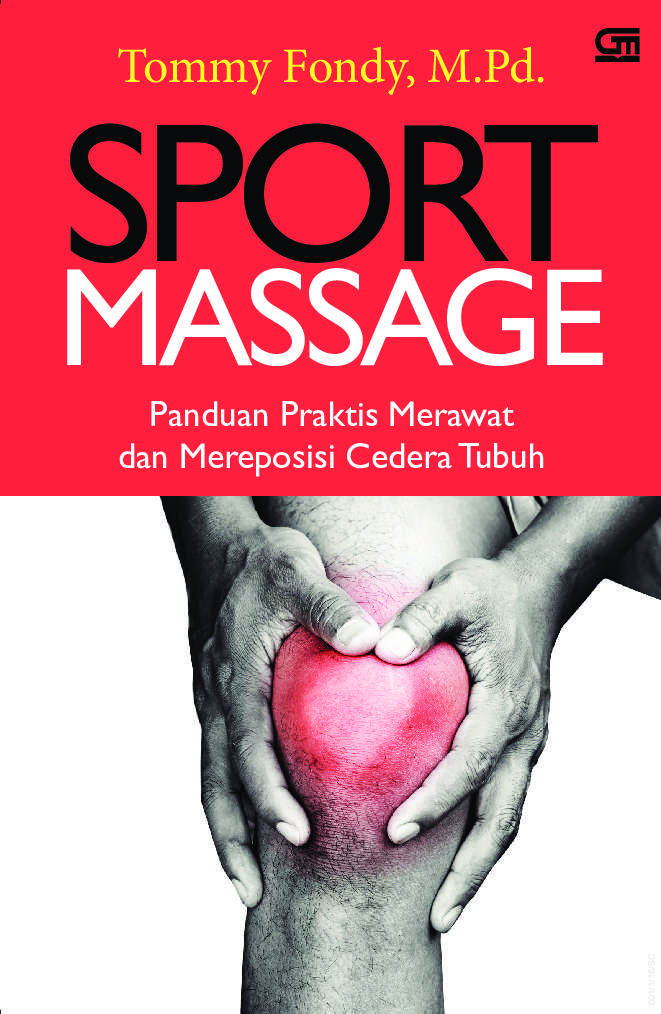 Tommy Fondy, M.Pd.
SPORT
MASSAGE
Panduan Praktis Merawat
dan Mereposisi Cedera Tubuh